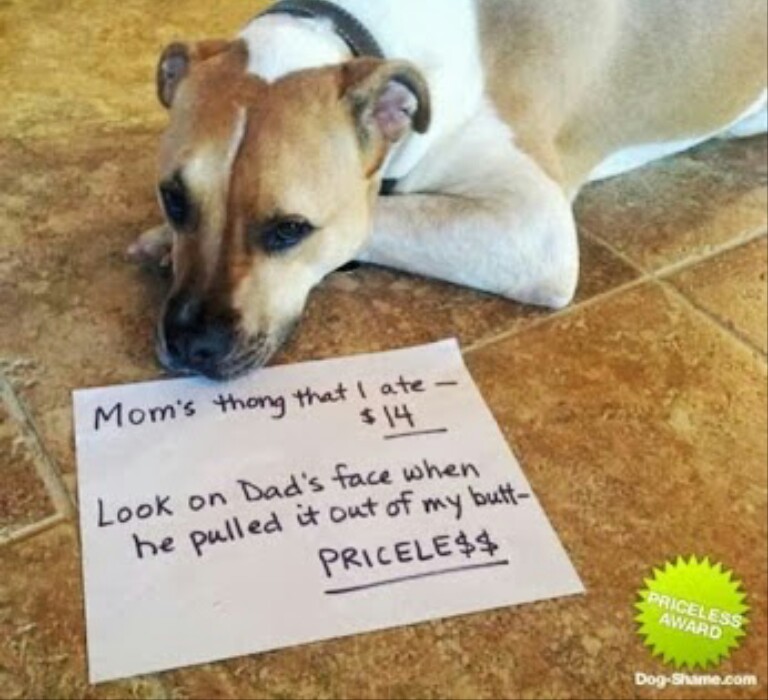 Mom's thong that I ate —
$14
Look on Dad's face when
he pulled it out of my butt-
PRICELE$$
PRICELESS
AWARD
Dog-Shame.com